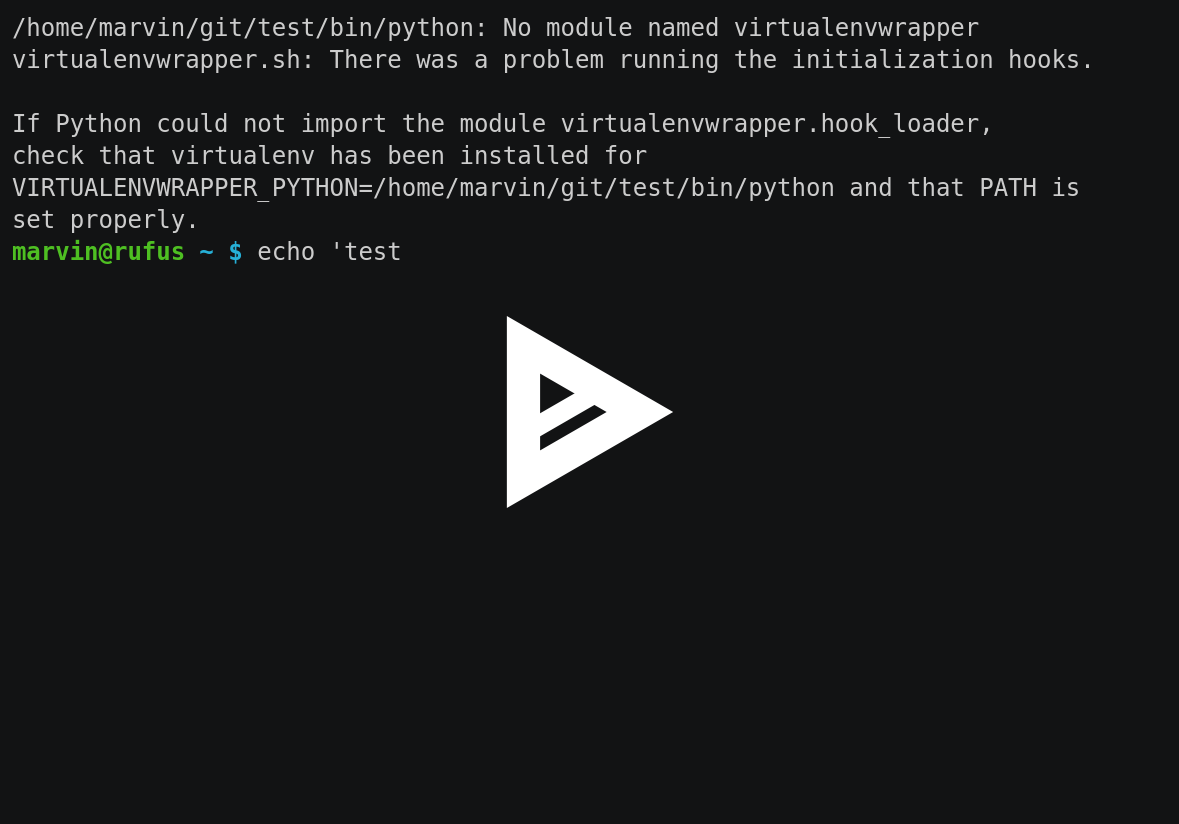 /home/marvin/git/test/bin/python: No module named virtualenvwrapper
virtualenvwrapper.sh: There was a problem running the initialization hooks.
If Python could not import the module virtualenvwrapper.hook_loader,
check that virtualenv has been installed for
VIRTUALENVWRAPPER_PYTHON=/home/marvin/git/test/bin/python and that PATH is
set properly.
marvin@rufus ~ $ echo 'test